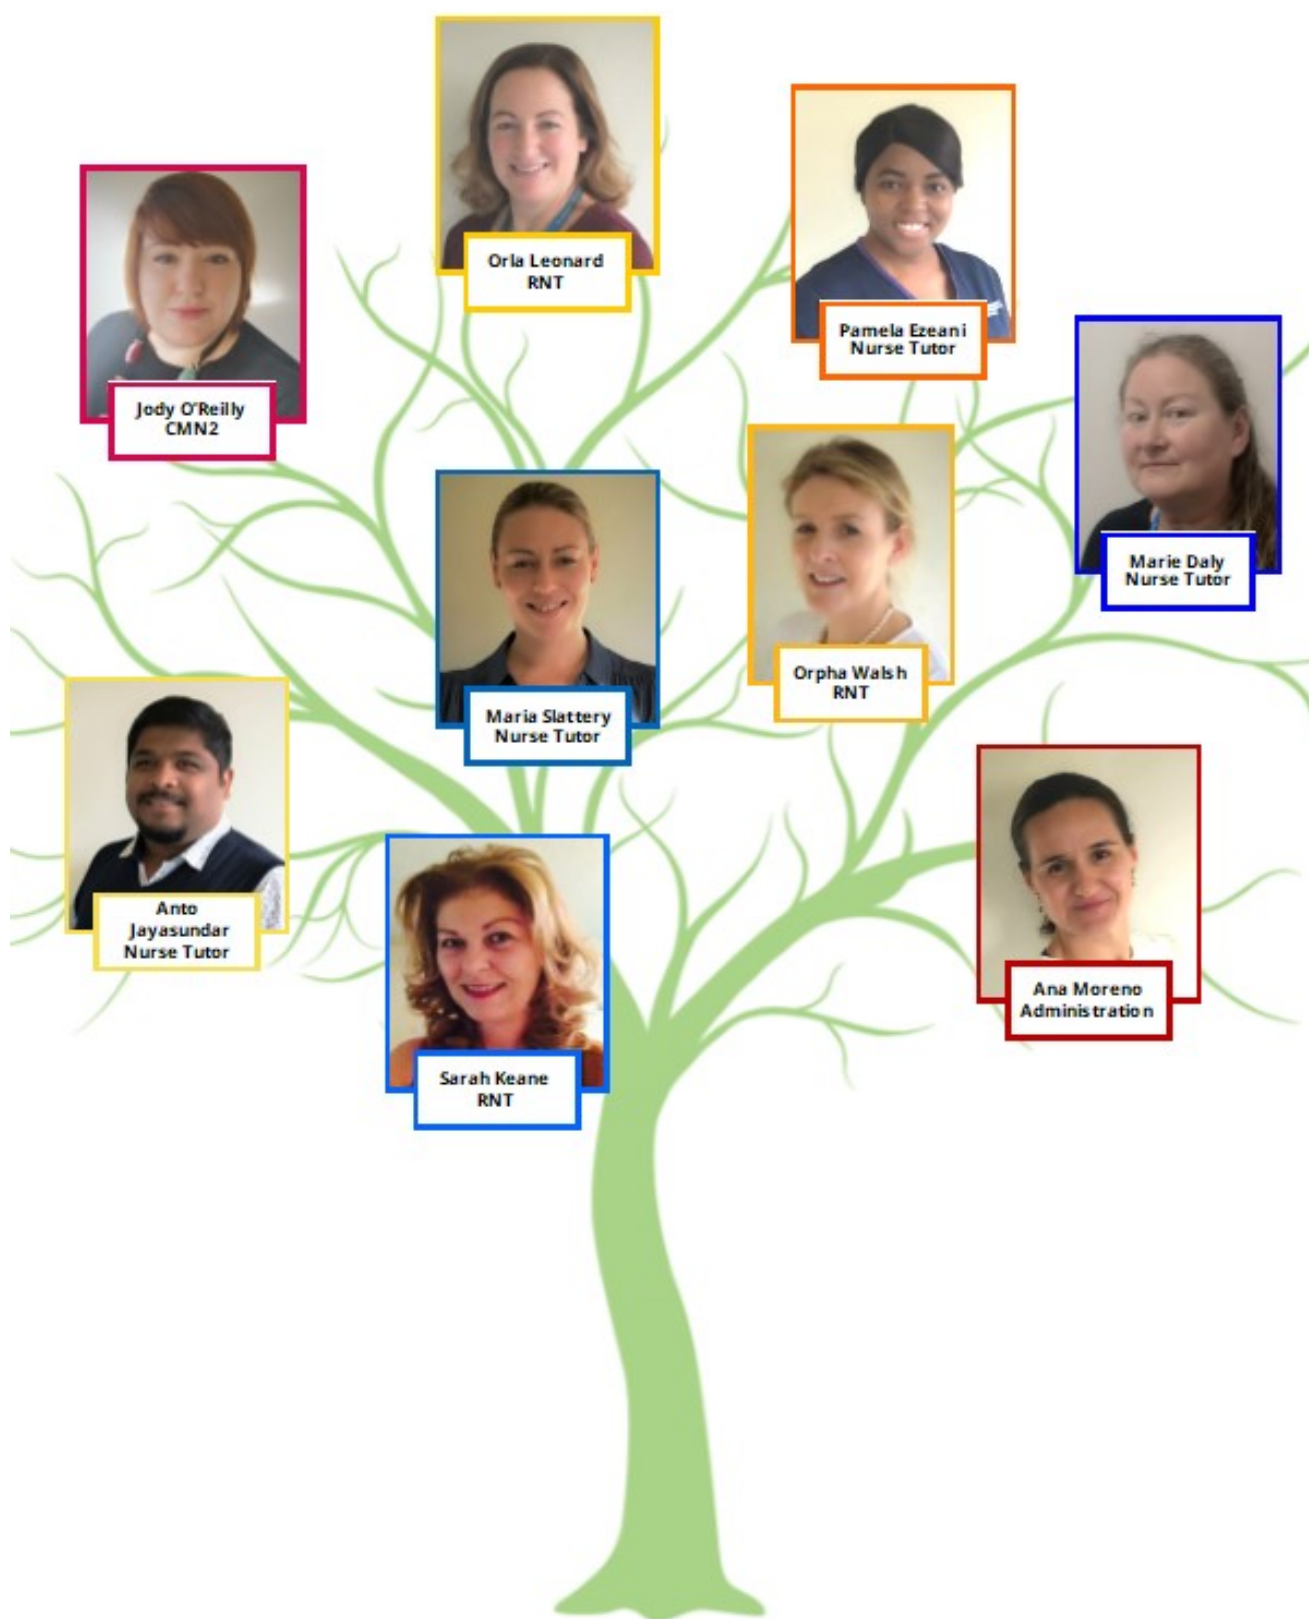 Orla Leonard
RNT
Pamela Ezeani
Nurse Tutor
Jody O'Reilly
CMN2
Marie Daly
Nurse Tutor
Orpha Walsh
RNT
Maria Slattery
Nurse Tutor
Anto
Jayasundar
Nurse Tutor
Ana Moreno
Administration
Sarah Keane
RNT